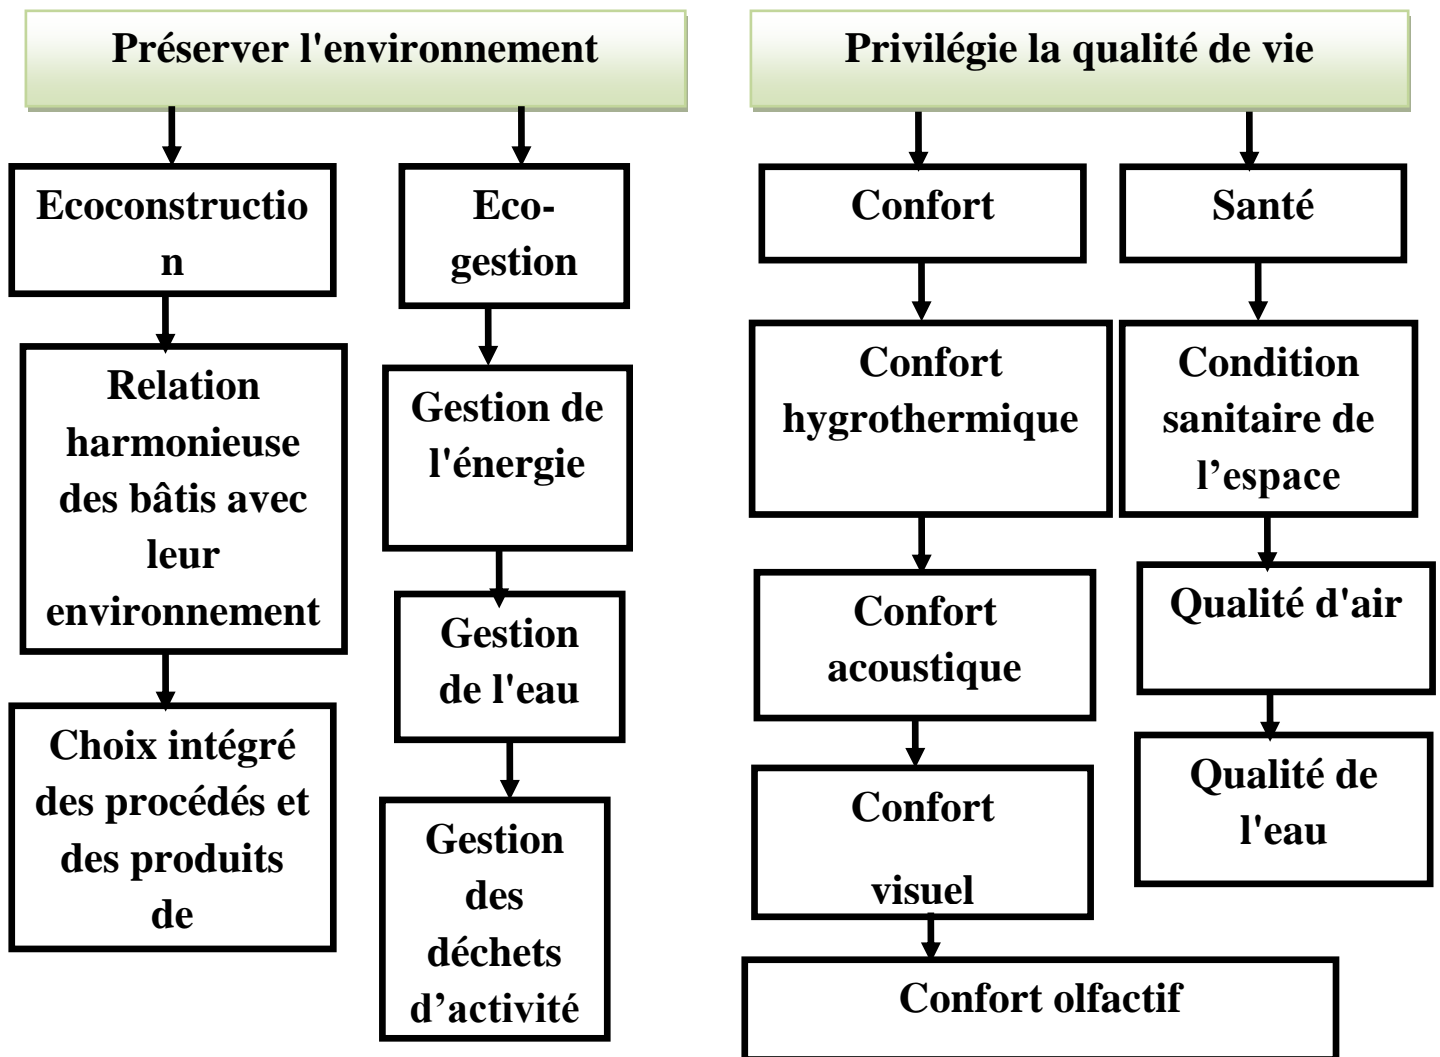 Préserver l'environnement
Privilégie la qualité de vie
Ecoconstructio
n
Relation
harmonieuse
des bâtis avec
leur
environnement
Choix intégré
des procédés et
des produits
de
Eco-
gestion
Gestion de
l'énergie
Gestion
de l'eau
Gestion
des
déchets
d’activité
Confort
Confort
hygrothermique
Confort
acoustique
Confort
visuel
Confort olfactif
Santé
Condition
sanitaire de
l’espace
Qualité d'air
Qualité de
l'eau